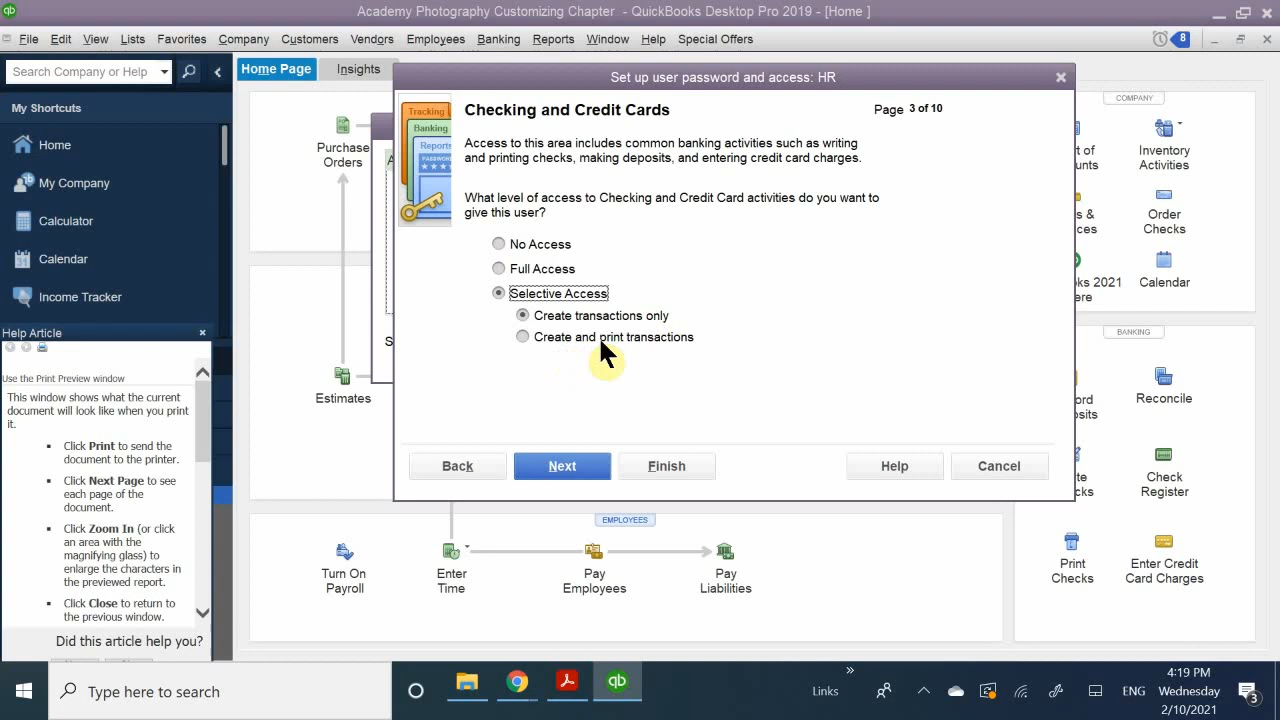 Academy Photography Customizing Chapter - QuickBooks Desktop Pro 2019 - [Home ]
File Edit View Lists Favorites Company Customers Vendors Employees Banking Reports Window Help Special Offers
8
Search Company or Help
Home Page Insights
My Shortcuts
Home
My Company
Calculator
Calendar
Income Tracker
Help Article
Use the Print Preview window
This window shows what the current
document will look like when you print
it.
Click Print to send the
document to the printer.
Click Next Page to see
each page of the
document.
Click Zoom In (or click
an area with the
magnifying glass) to
enlarge the characters in
the previewed report.
Click Close to return to
the previous window.
Did this article help you?
Purchase
Orders
Estimates
Set up user password and access: HR
Tracking
Banking
Reports
PASSWORD
Checking and Credit Cards
Page 3 of 10
Access to this area includes common banking activities such as writing
and printing checks, making deposits, and entering credit card charges.
What level of access to Checking and Credit Card activities do you want to
give this user?
No Access
Full Access
Selective Access
Create transactions only
Create and print transactions
Back Next Finish Help Cancel
COMPANY
Inventory
Activities
Order
Checks
Calendar
BANKING
Reconcile
Check
Register
Print
Checks
Enter Credit
Card Charges
EMPLOYEES
Turn On
Payroll
Enter
Time
Pay
Employees
Pay
Liabilities
Type here to search
Links
ENG
4:19 PM
Wednesday
2/10/2021
3